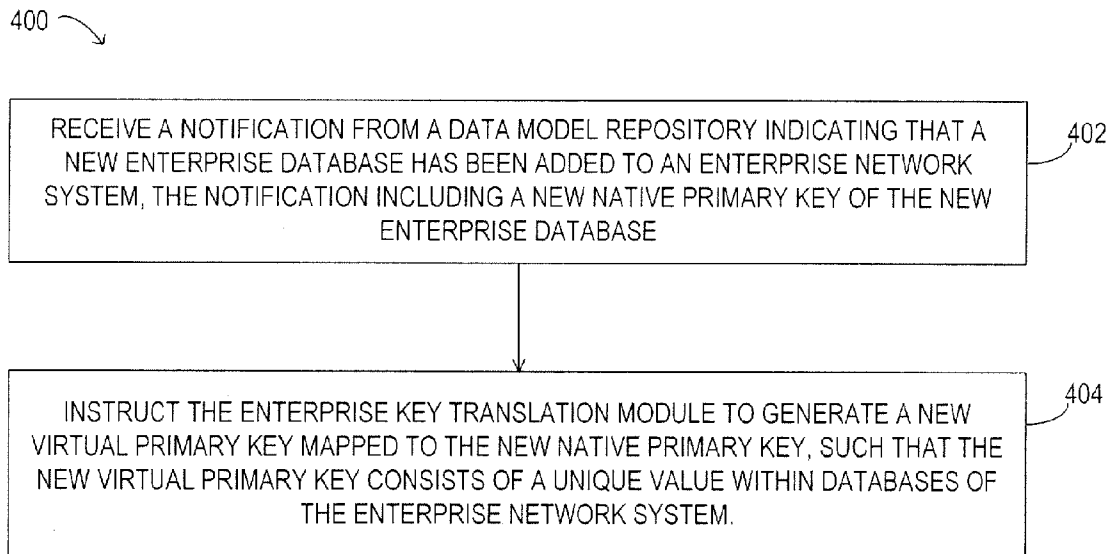 400
RECEIVE A NOTIFICATION FROM A DATA MODEL REPOSITORY INDICATING THAT A
NEW ENTERPRISE DATABASE HAS BEEN ADDED TO AN ENTERPRISE NETWORK
SYSTEM, THE NOTIFICATION INCLUDING A NEW NATIVE PRIMARY KEY OF THE NEW
ENTERPRISE DATABASE
402
INSTRUCT THE ENTERPRISE KEY TRANSLATION MODULE TO GENERATE A NEW
VIRTUAL PRIMARY KEY MAPPED TO THE NEW NATIVE PRIMARY KEY, SUCH THAT THE
NEW VIRTUAL PRIMARY KEY CONSISTS OF A UNIQUE VALUE WITHIN DATABASES OF
THE ENTERPRISE NETWORK SYSTEM.
404